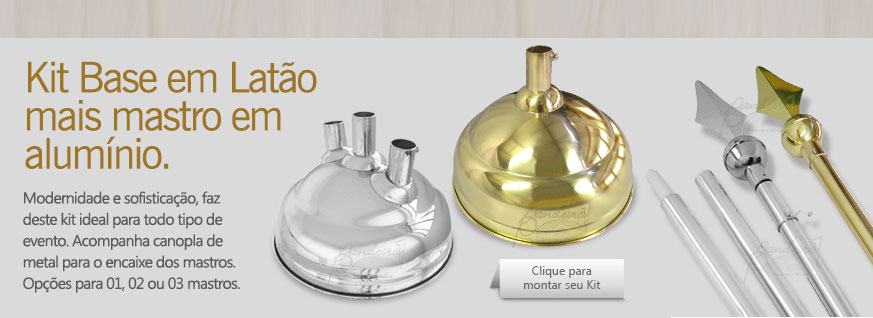 Kit Base em Latão
mais mastro em
alumínio.
Modernidade e sofisticação, faz
deste kit ideal para todo tipo de
evento. Acompanha canopla de
metal para o encaixe dos mastros.
Opções para 01, 02 ou 03 mastros.
Clique para
montar seu Kit